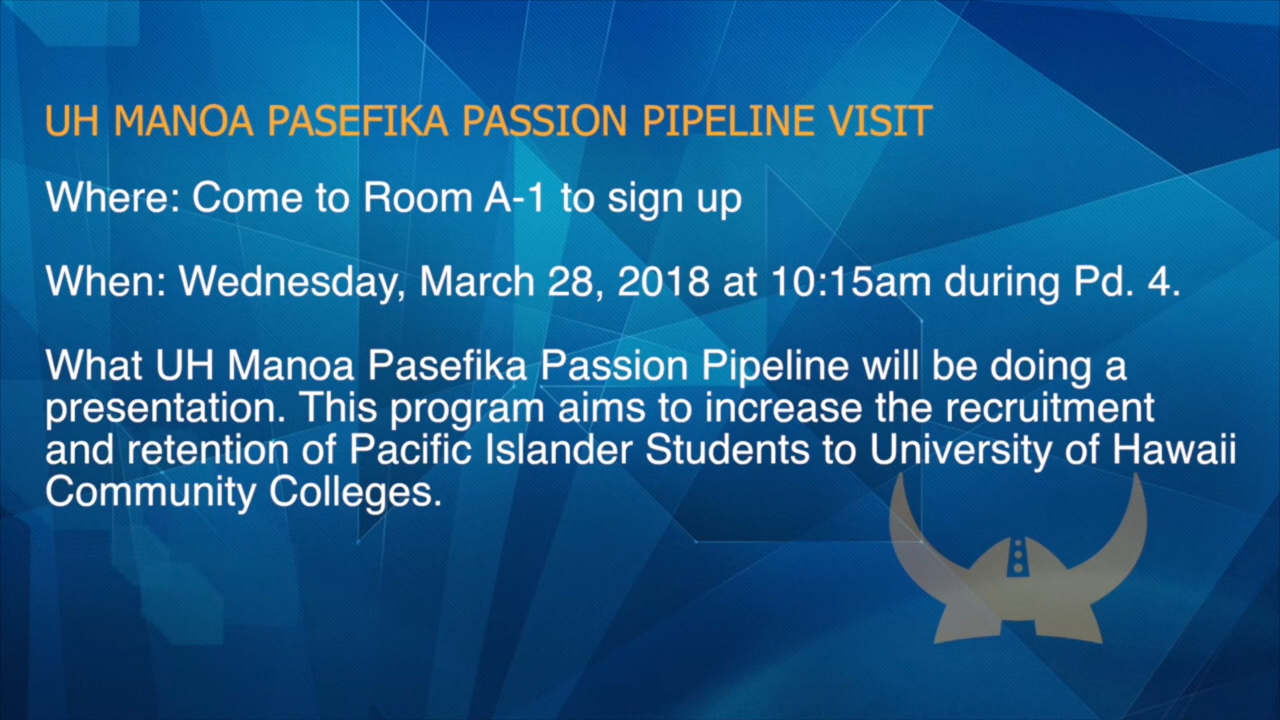 UH MANOA PASEFIKA PASSION PIPELINE VISIT
Where: Come to Room A-1 to sign up
When: Wednesday, March 28, 2018 at 10:15am during Pd. 4.
What UH Manoa Pasefika Passion Pipeline will be doing a
presentation. This program aims to increase the recruitment
and retention of Pacific Islander Students to University of Hawaii
Community Colleges.